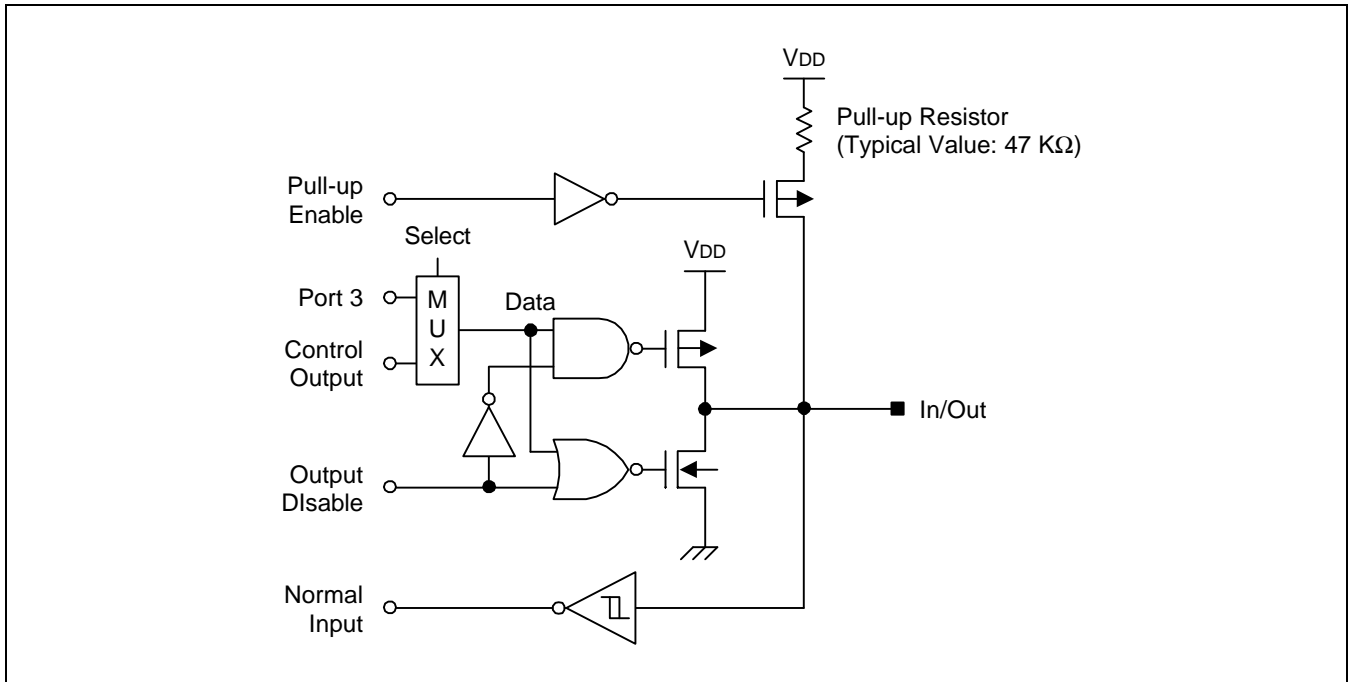 VDD
Pull-up Resistor
(Typical Value: 47 KΩ)
Pull-up
Enable
Select
VDD
Port 3
M
U
X
Data
Control
Output
In/Out
Output
DIsable
Normal
Input